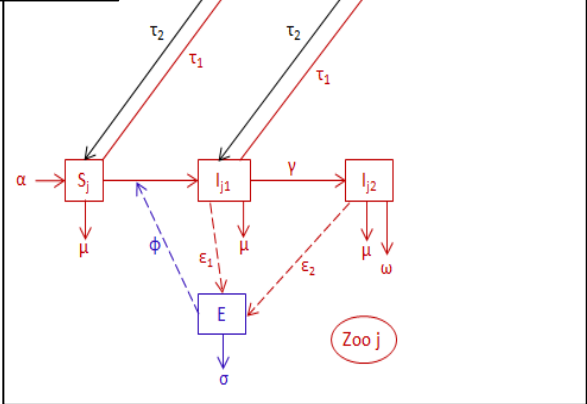 τ2 τ2
τ1 τ1
α Sj Ij1 γ Ij2
μ μ μ
ω
ϕ ε1 ε2
E
Zoo j
σ